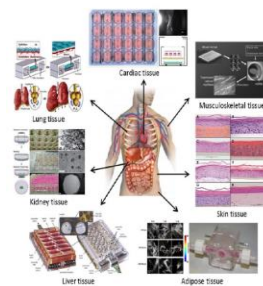 Cardiac tissue
Lung tissue
Musculoskeletal tissue
Kidney tissue
Skin tissue
Liver tissue
Adipose tissue